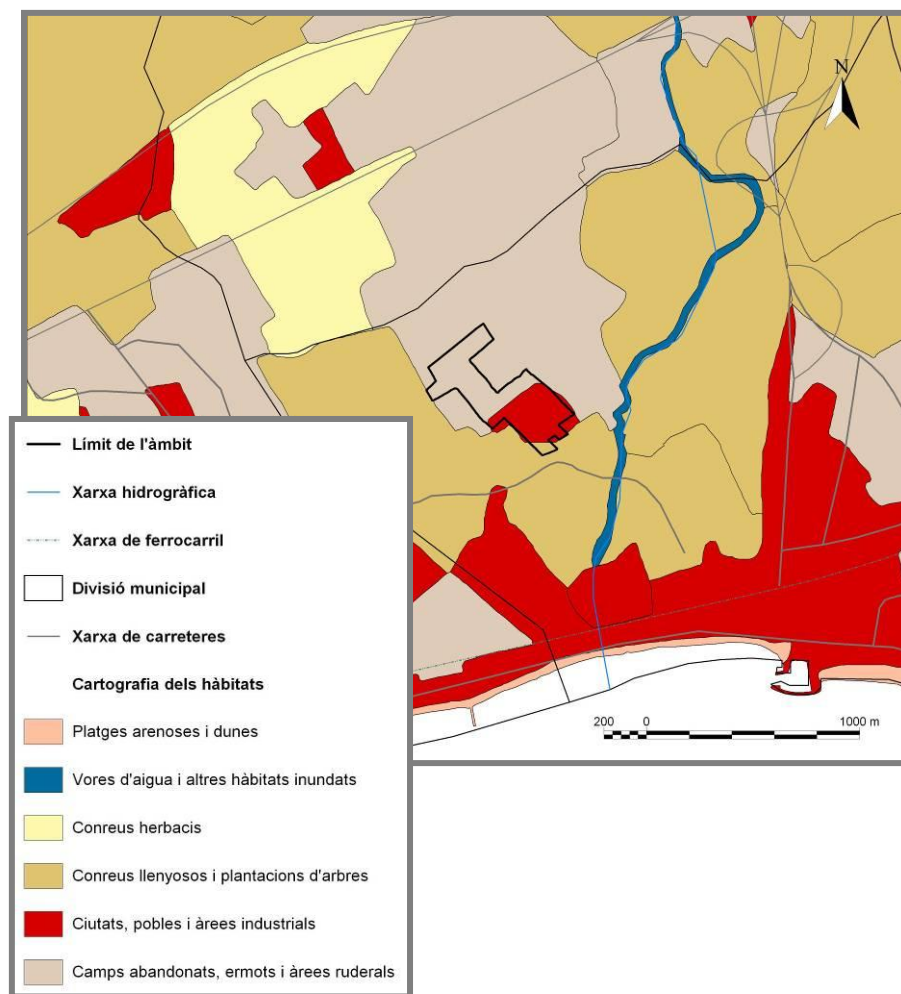 N
200 0 1000 m
Límit de l'àmbit
Xarxa hidrogràfica
Xarxa de ferrocarril
Divisió municipal
Xarxa de carreteres
Cartografia dels hàbitats
Platges arenoses i dunes
Vores d'aigua i altres hàbitats inundats
Conreus herbacis
Conreus llenyosos i plantacions d'arbres
Ciutats, pobles i àrees industrials
Camps abandonats, ermots i àrees ruderals